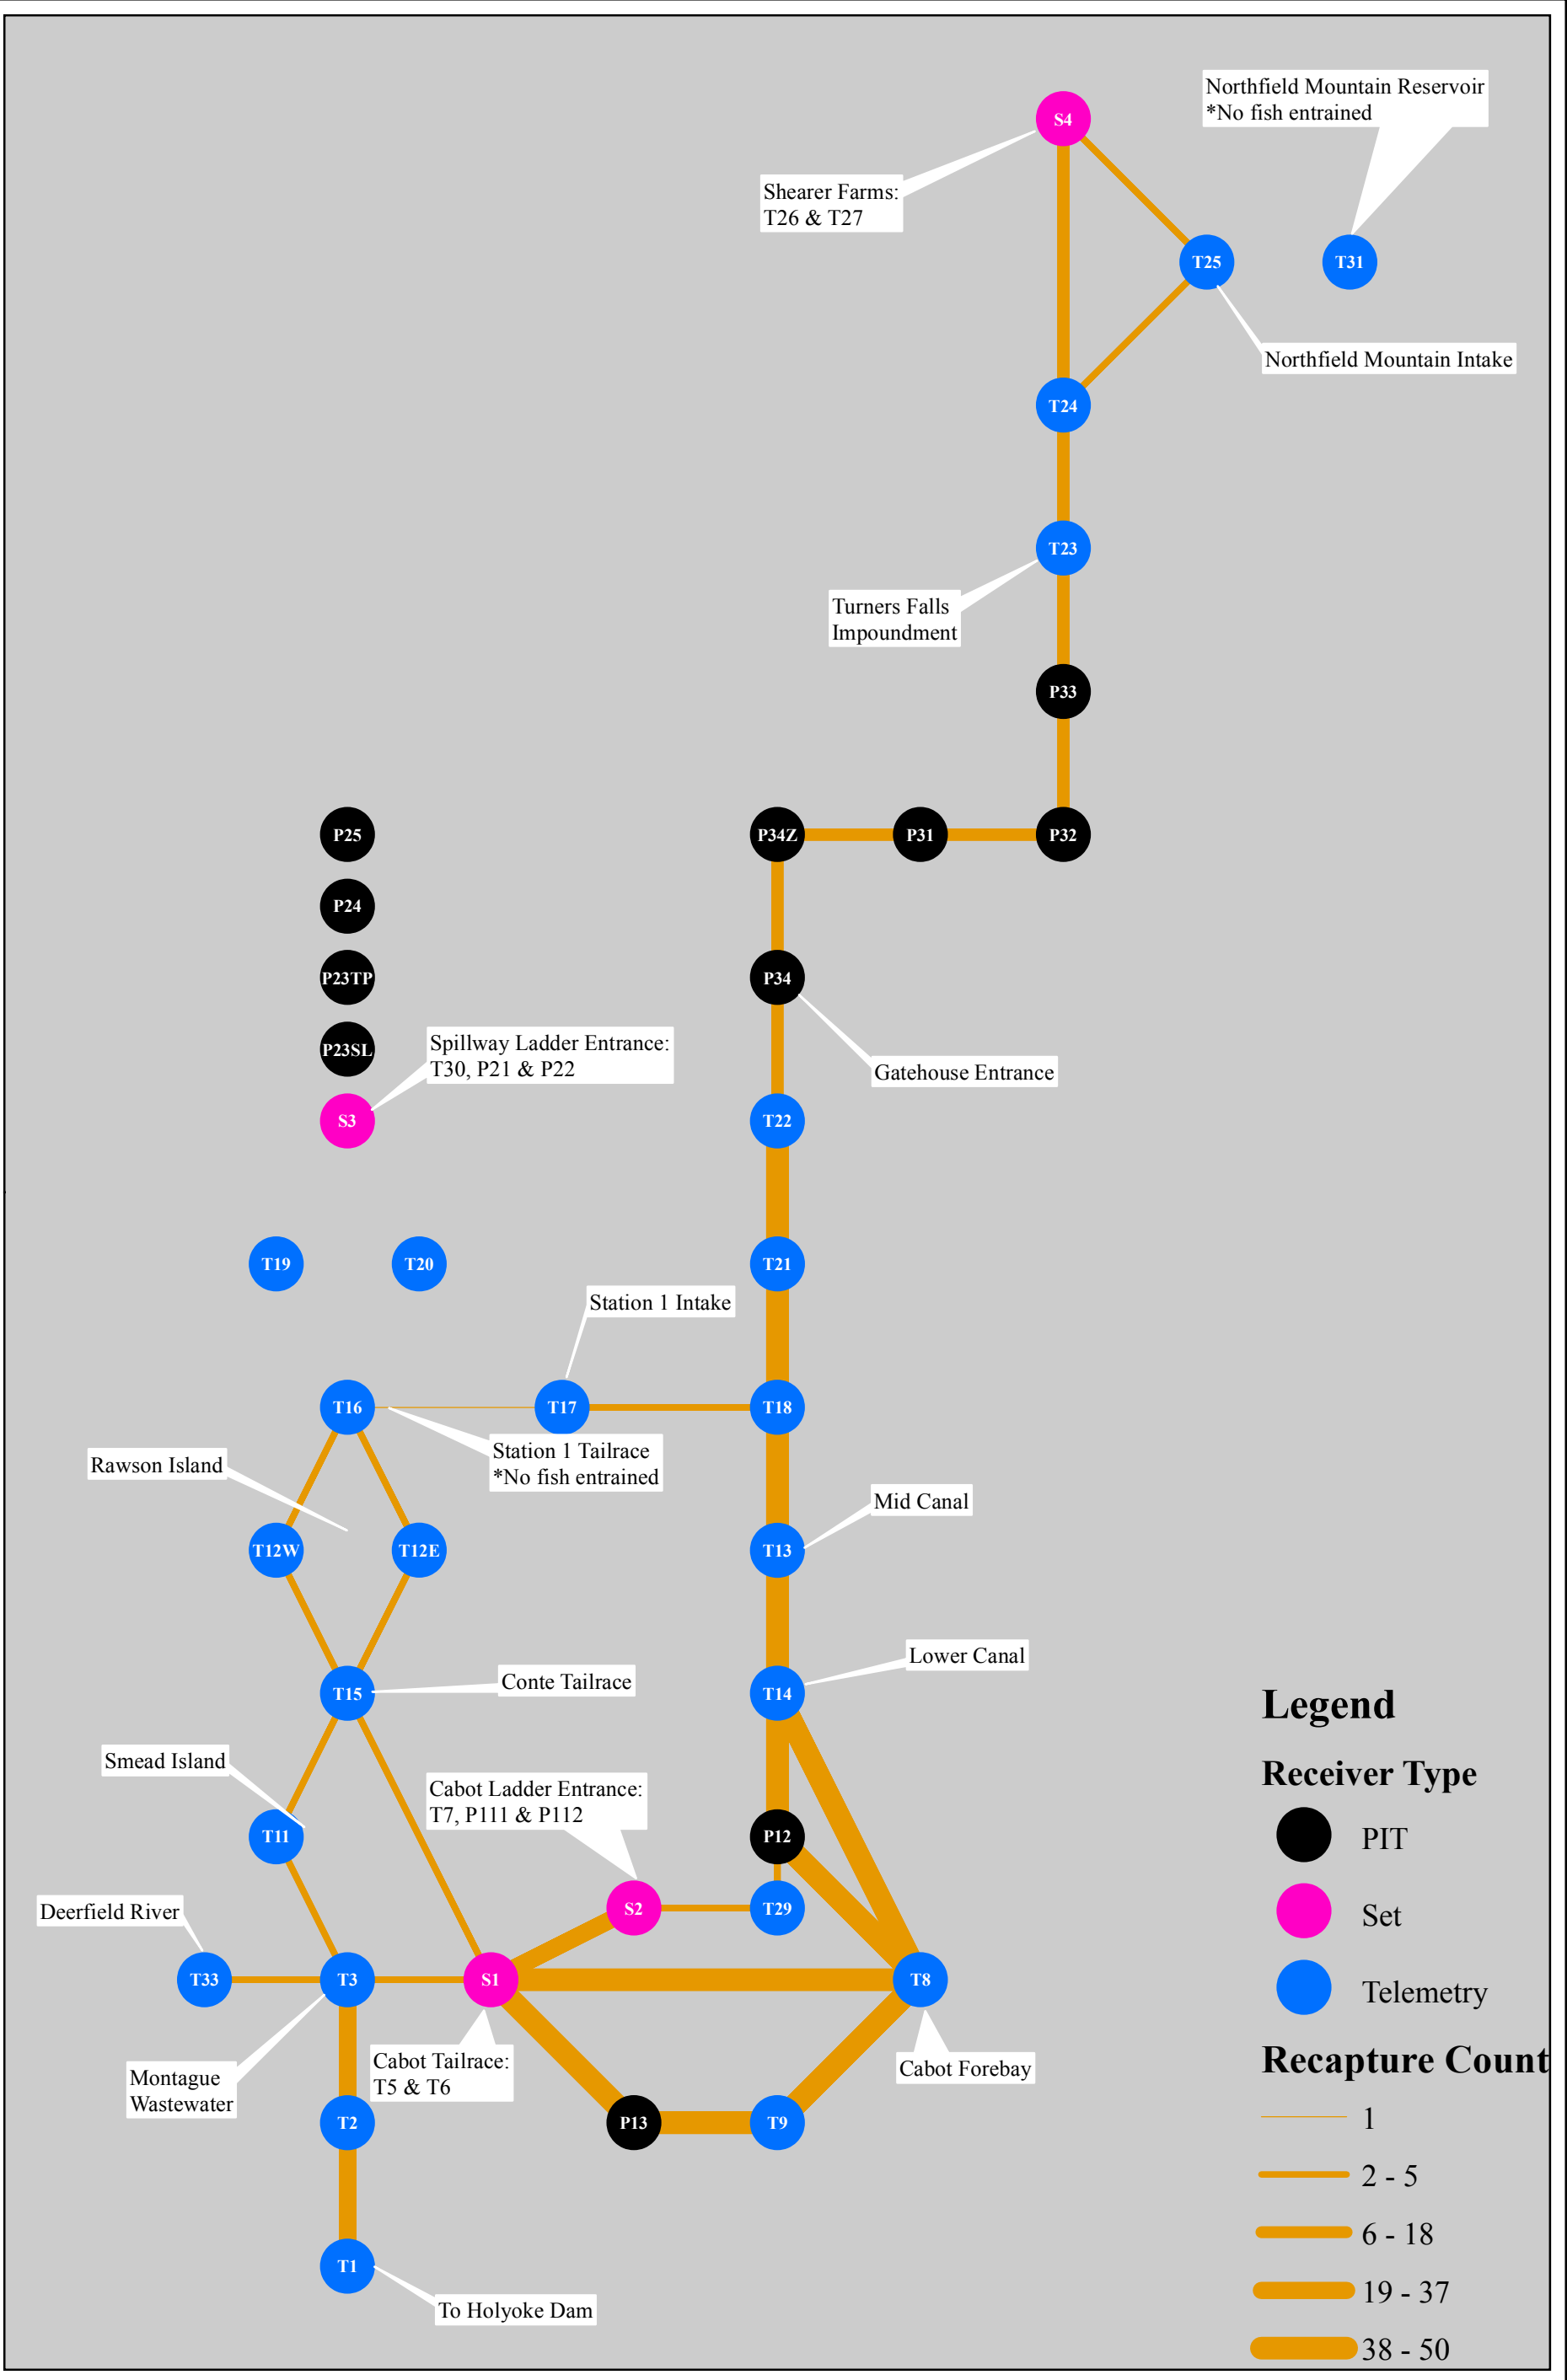 Northfield Mountain Reservoir
*No fish entrained
S4
Shearer Farms:
T26 & T27
T25
T31
Northfield Mountain Intake
T24
T23
Turners Falls
Impoundment
P33
P25
P34Z
P31
P32
P24
P23TP
P34
P23SL
Spillway Ladder Entrance:
T30, P21 & P22
Gatehouse Entrance
S3
T22
T19
T20
T21
Station 1 Intake
T16
T17
T18
Station 1 Tailrace
*No fish entrained
Rawson Island
Mid Canal
T12W
T12E
T13
Lower Canal
Conte Tailrace
T15
T14
Smead Island
Cabot Ladder Entrance:
T7, P111 & P112
T11
P12
Deerfield River
S2
T29
T33
T3
S1
T8
Cabot Tailrace:
T5 & T6
Cabot Forebay
Montague
Wastewater
T2
P13
T9
T1
To Holyoke Dam
Legend
Receiver Type
PIT
Set
Telemetry
Recapture Count
1
2 - 5
6 - 18
19 - 37
38 - 50